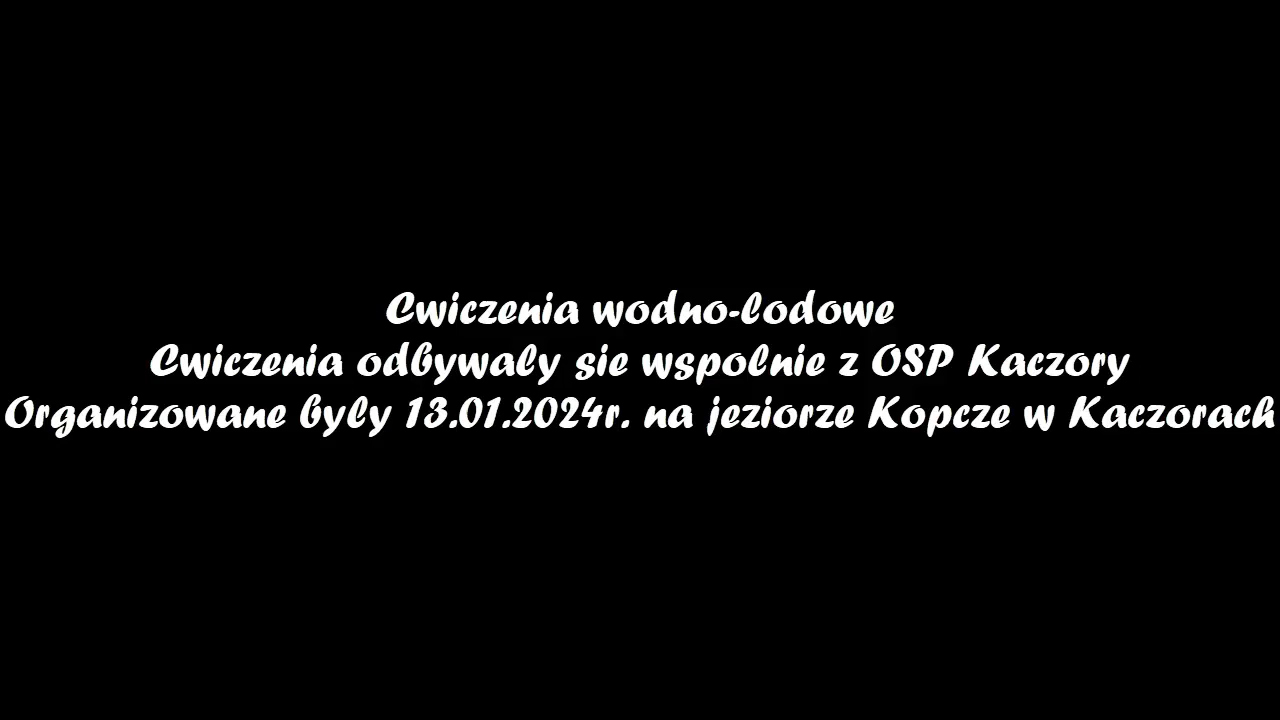 Cwiczenia wodno-lodowe
Cwiczenia odbywaly sie wspolnie z OSP Kaczory
Organizowane byly 13.01.2024r. na jeziorze Kopcze w Kaczorach